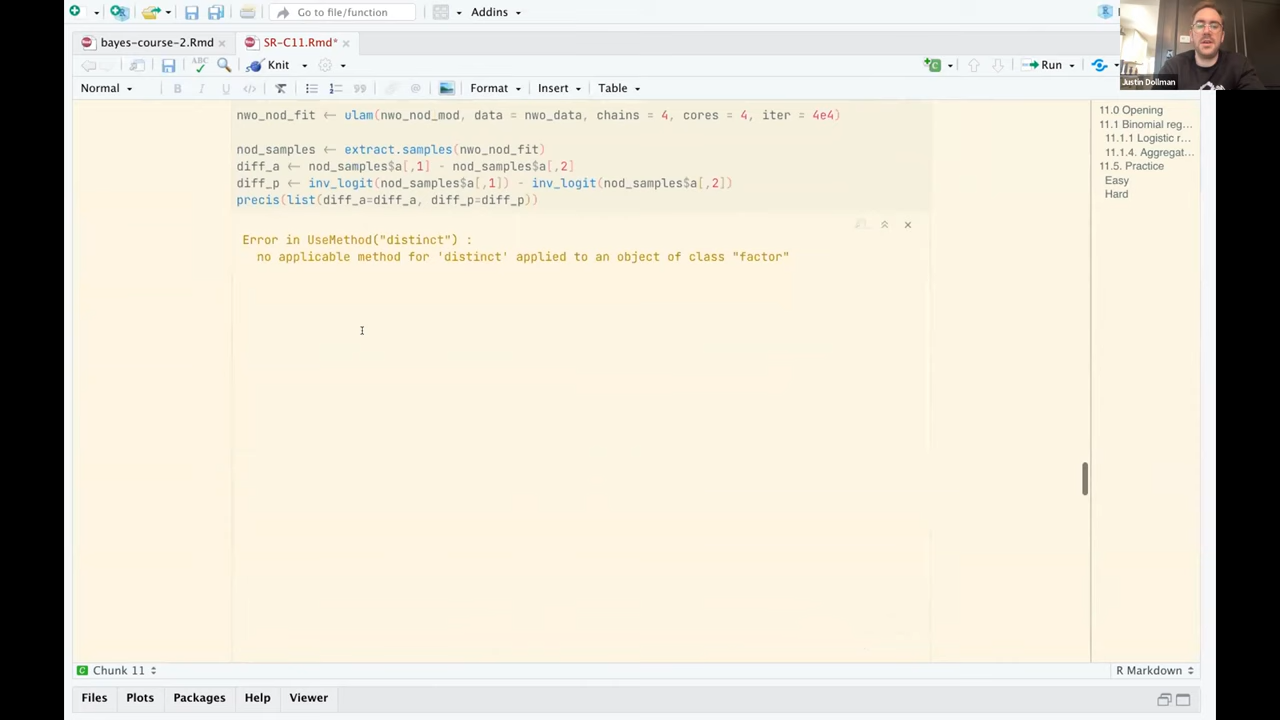 Go to file/function
Addins
bayes-course-2.Rmd
SR-C11.Rmd*
Justin Dollman
ABC
Knit
Run
Normal
B
I
U
Format
Insert
Table
nwo_nod_fit <- ulam(nwo_nod_mod, data = nwo_data, chains = 4, cores = 4, iter = 4e4)
nod_samples <- extract.samples(nwo_nod_fit)
diff_a <- nod_samples$a[,1] - nod_samples$a[,2]
diff_p <- inv_logit(nod_samples$a[,1]) - inv_logit(nod_samples$a[,2])
precis(list(diff_a=diff_a, diff_p=diff_p))
Error in UseMethod("distinct") :
no applicable method for 'distinct' applied to an object of class "factor"
11.0 Opening
11.1 Binomial reg...
11.1.1 Logistic r...
11.1.4. Aggregat...
11.5. Practice
Easy
Hard
Chunk 11
R Markdown
Files
Plots
Packages
Help
Viewer